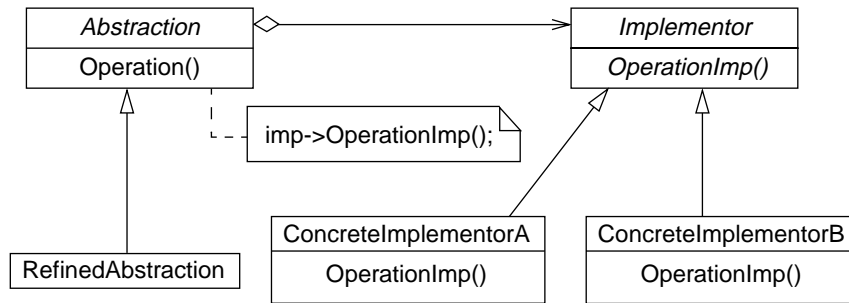 Abstraction
Operation()
Implementor
OperationImp()
imp->OperationImp();
RefinedAbstraction
ConcreteImplementorA
OperationImp()
ConcreteImplementorB
OperationImp()